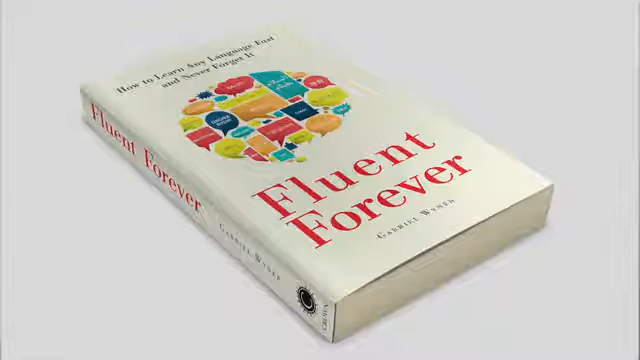 How to Learn Any Language Fast
and Never Forget It
Fluent
Forever
Gabriel Wyner
Fluent Forever
Gabriel Wyner